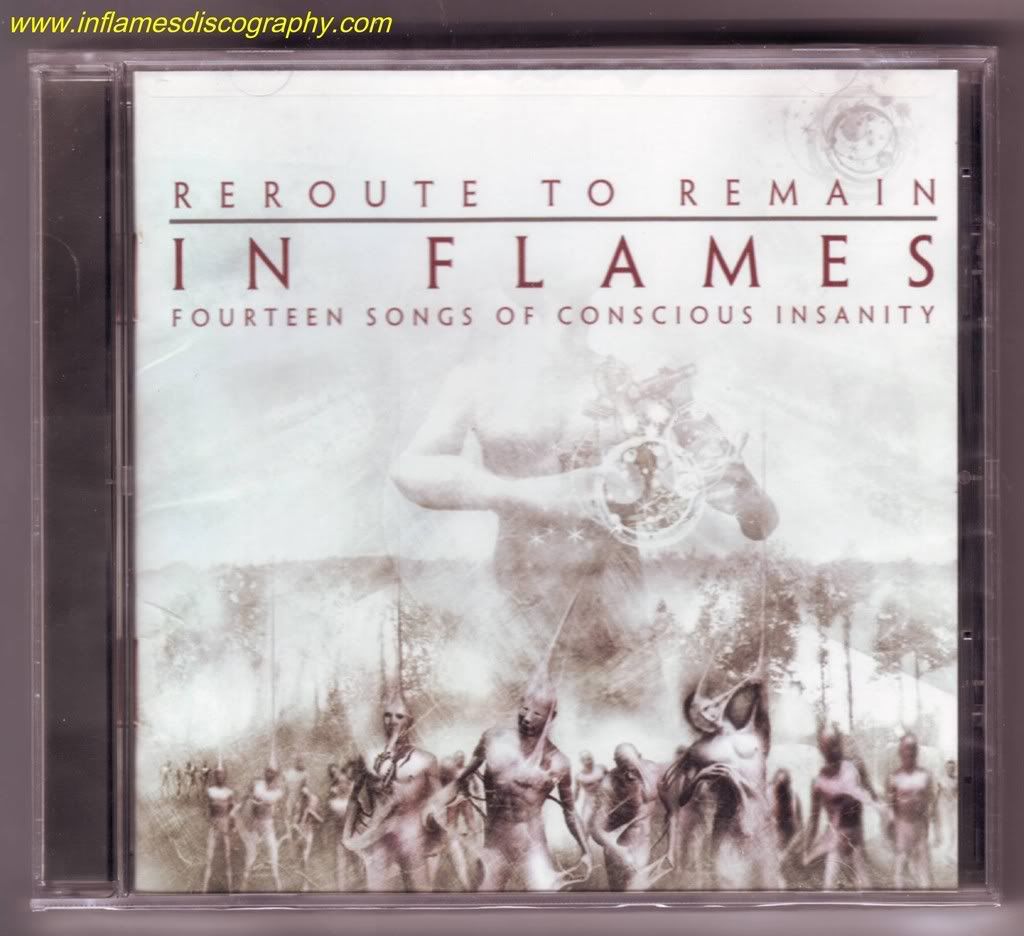 www.inflamesdiscography.com
REROUTE TO REMAIN
IN FLAMES
FOURTEEN SONGS OF CONSCIOUS INSANITY